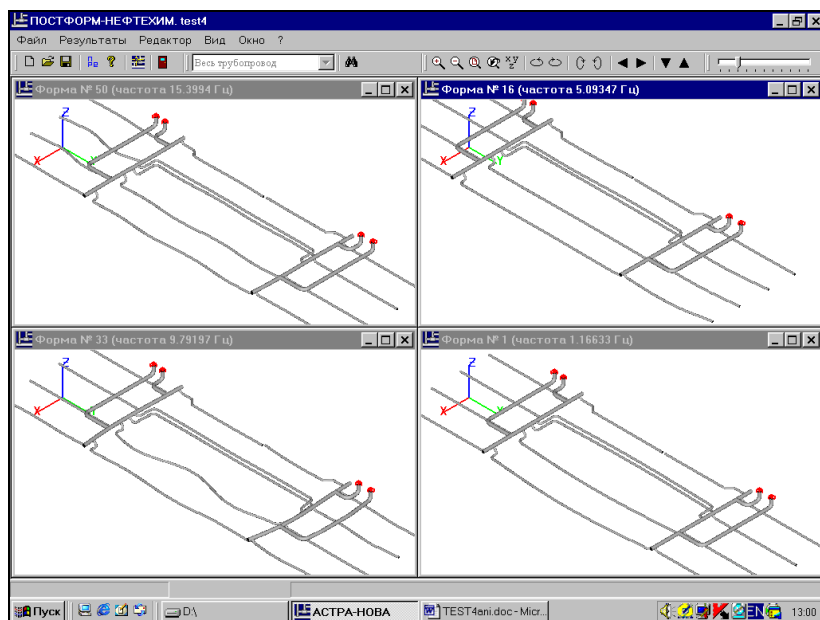 ПОСТФОРМ-НЕФТЕХИМ. test4
Файл Результаты Редактор Вид Окно ?
Весь трубопровод
Форма № 50 (частота 15.3994 Гц)
Форма № 16 (частота 5.09347 Гц)
Z
X
Y
Z
X
Y
Форма № 33 (частота 9.79197 Гц)
Форма № 1 (частота 1.16633 Гц)
Z
X
Y
Z
X
Y
Пуск
D:\
АСТРА-НОВА
TEST4ani.doc - Micr...
EN
13:00